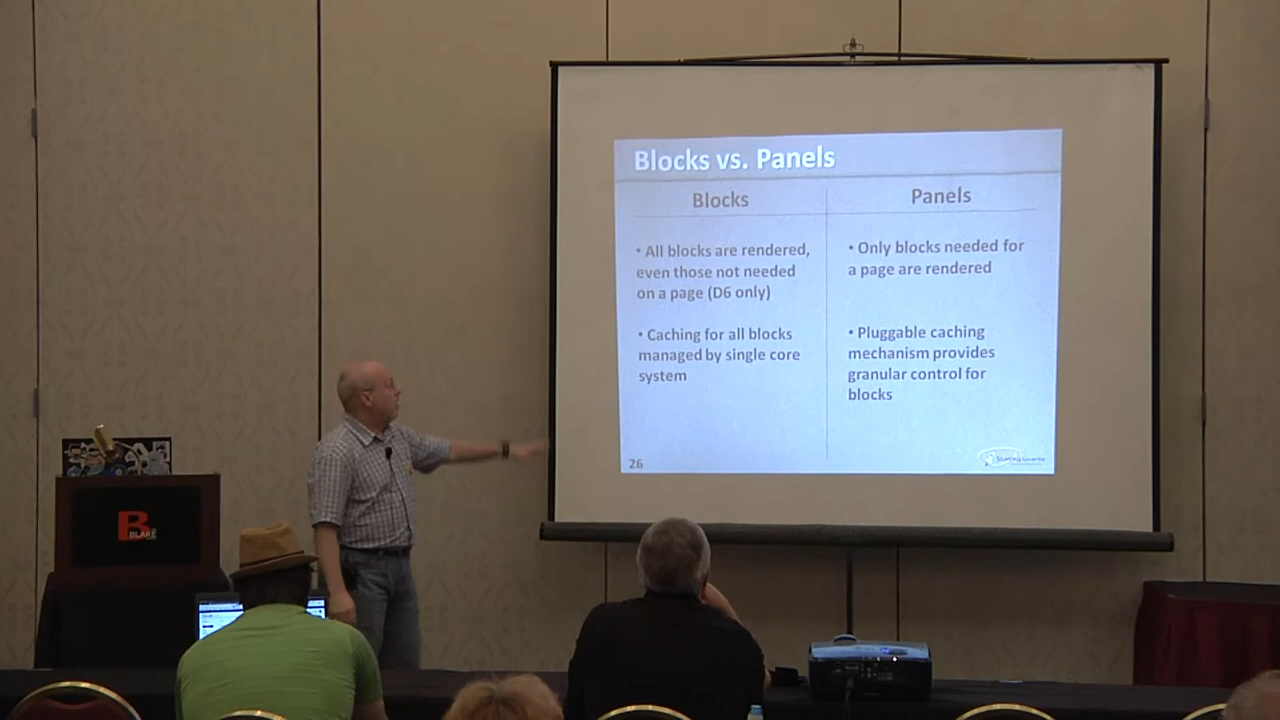 Blocks vs. Panels
Blocks
Panels
• All blocks are rendered,
even those not needed
on a page (D6 only)
• Only blocks needed for
a page are rendered
• Caching for all blocks
managed by single core
system
• Pluggable caching
mechanism provides
granular control for
blocks
26
B
BLAKE